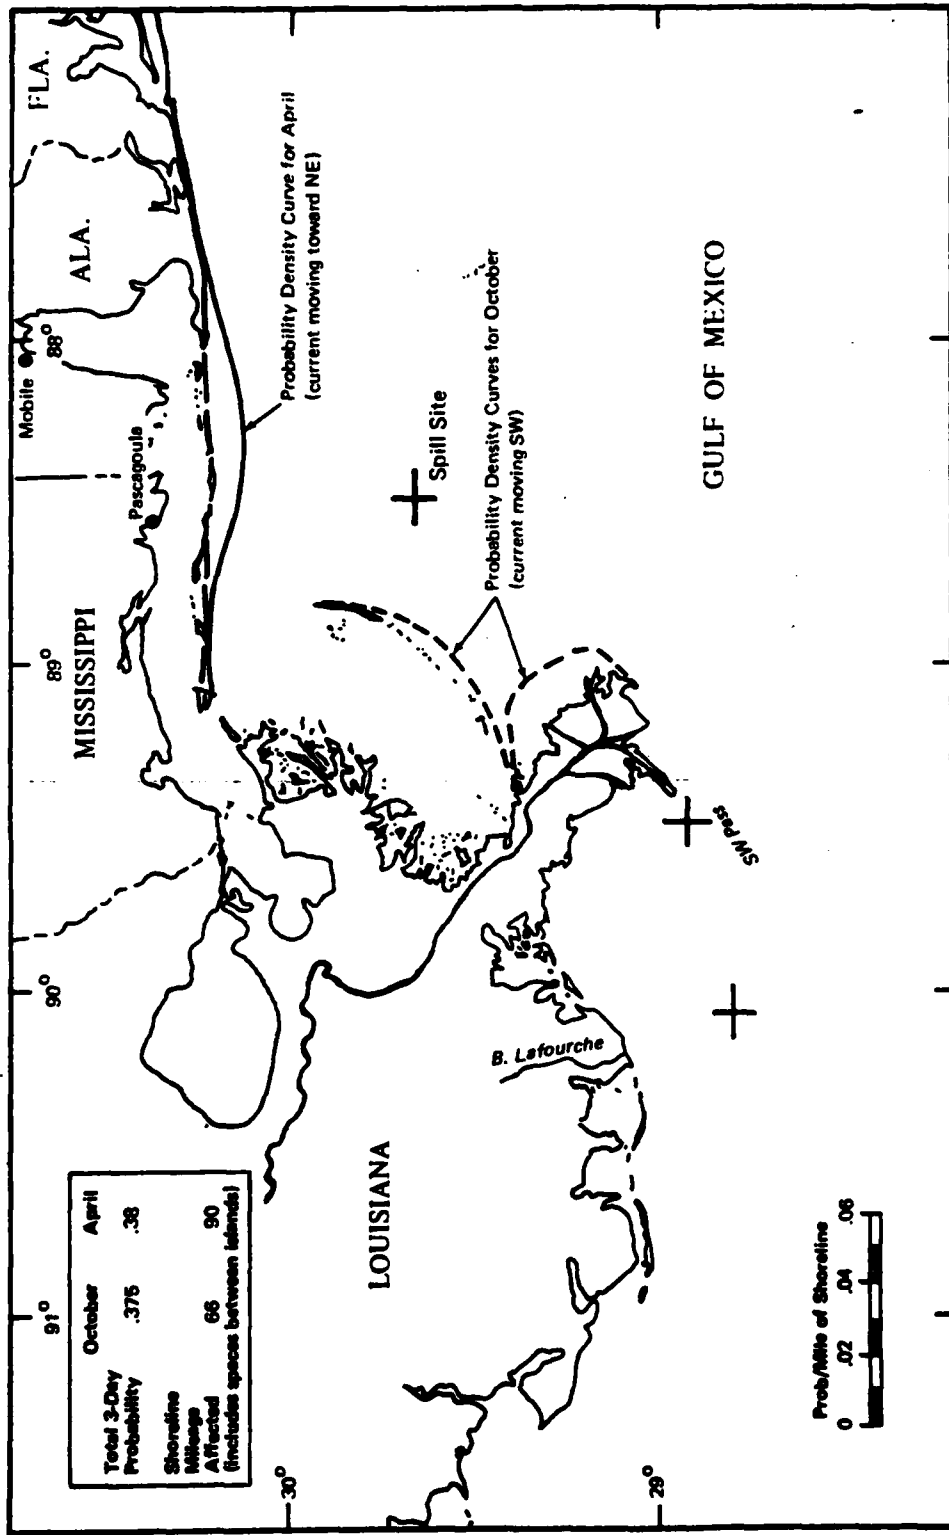 91°
90°
89°
88°
Mobile
MISSISSIPPI
ALA.
FLA.
Pascagoula
Total 3-Day Probability
October
April
.375
.38
Shoreline
Mileage
Affected
66
90
(includes spaces between islands)
30°
Probability Density Curve for April
(current moving toward NE)
LOUISIANA
Spill Site
Probability Density Curves for October
(current moving SW)
B. Lafourche
GULF OF MEXICO
SW Pass
29°
Prob/Mile of Shoreline
0 .02 .04 .06